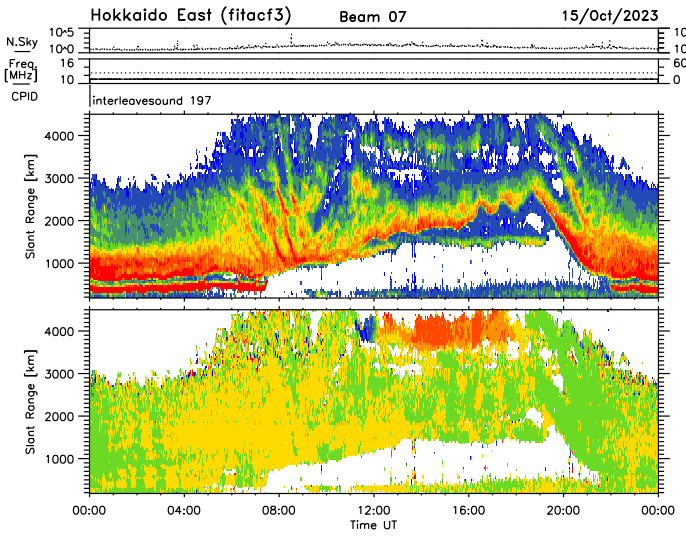 Hokkaido East (fitacf3) Beam 07 15/Oct/2023
N.Sky 10^5 10^0
Freq. [MHz] 16 10 60 0
CPID
interleavesound 197
Slant Range [km] 4000 3000 2000 1000
Slant Range [km] 4000 3000 2000 1000
00:00 04:00 08:00 12:00 16:00 20:00 00:00
Time UT